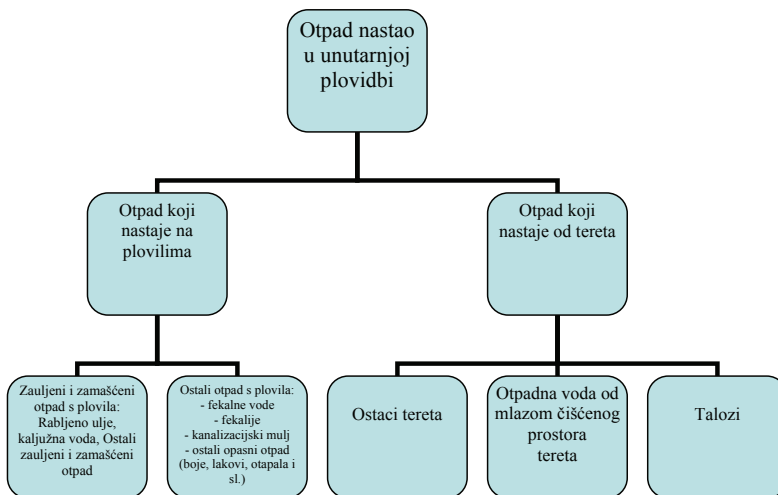 Otpad nastao
u unutarnjoj
plovidbi
Otpad koji
nastaje na
plovilima
Otpad koji
nastaje od tereta
Zauljeni i zamašćeni
otpad s plovila:
Rabljeno ulje,
kaljužna voda, Ostali
zauljeni i zamašćeni
otpad
Ostali otpad s plovila:
- fekalne vode
- fekalije
- kanalizacijski mulj
- ostali opasni otpad
(boje, lakovi, otapala i
sl.)
Ostaci tereta
Otpadna voda od
mlazom čišćenog
prostora
tereta
Talozi